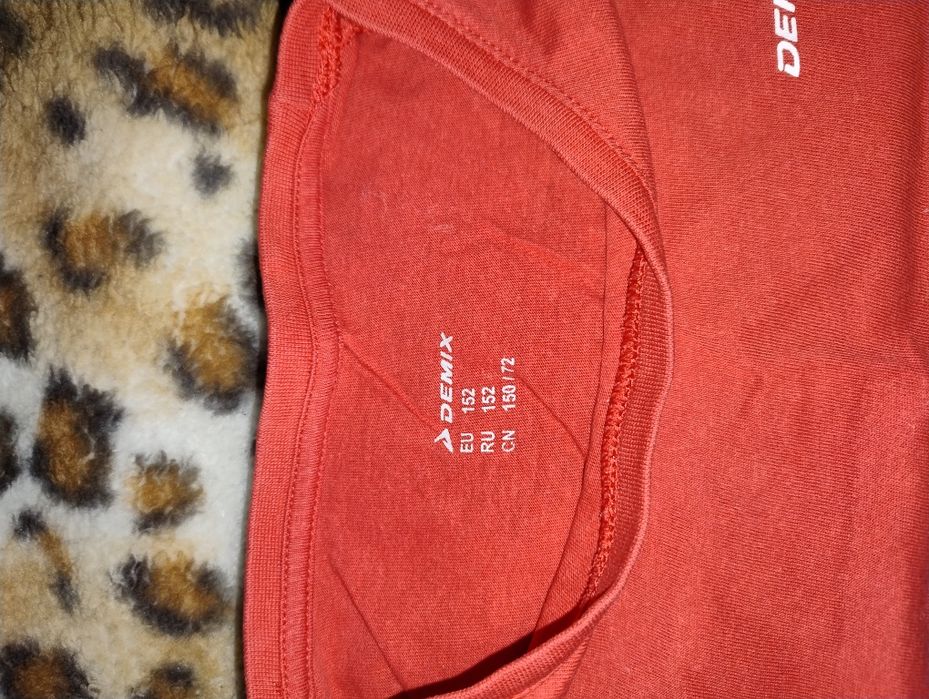 DEMIX
EU 152
RU 152
CN 150 / 72